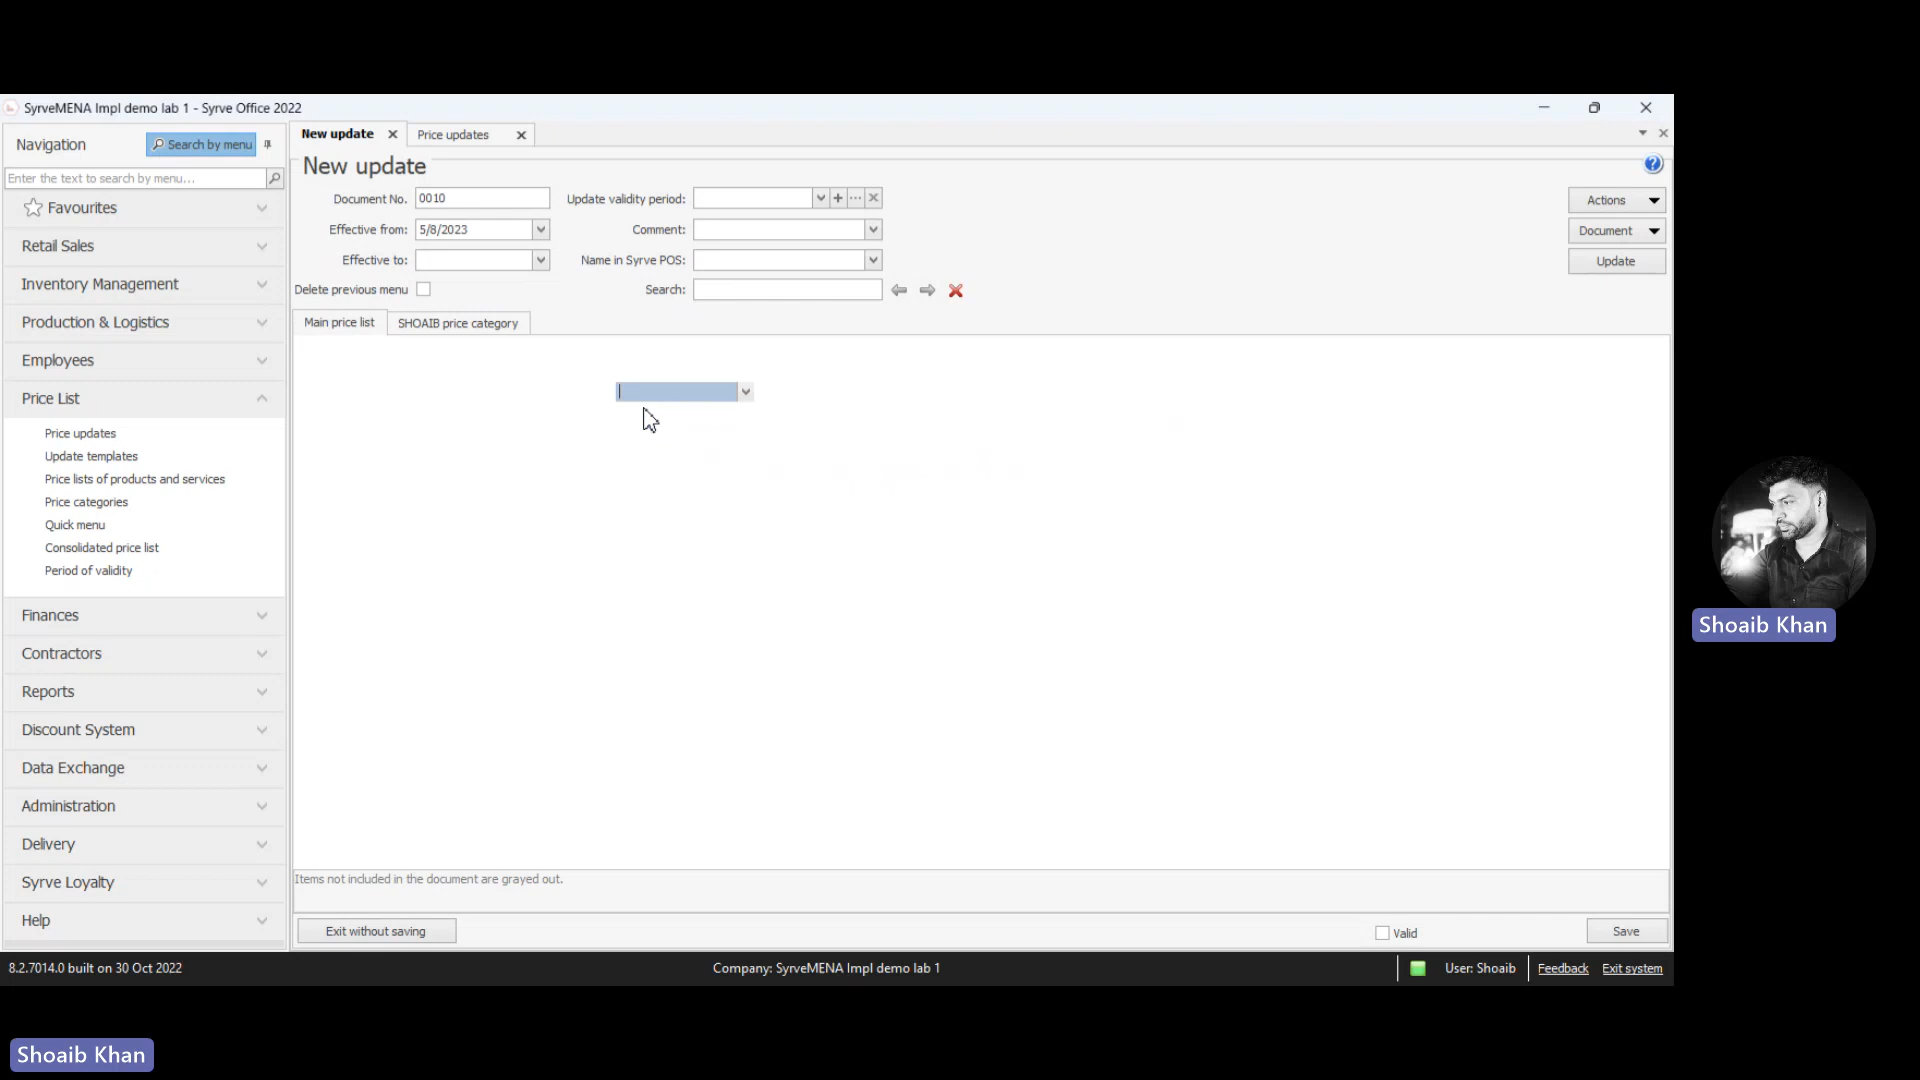 SyrveMENA Impl demo lab 1 - Syrve Office 2022
Navigation
Search by menu
Enter the text to search by menu...
Favourites
Retail Sales
Inventory Management
Production & Logistics
Employees
Price List
Price updates
Update templates
Price lists of products and services
Price categories
Quick menu
Consolidated price list
Period of validity
Finances
Contractors
Reports
Discount System
Data Exchange
Administration
Delivery
Syrve Loyalty
Help
New update
Price updates
New update
Document No. 0010
Update validity period:
Effective from: 5/8/2023
Comment:
Effective to:
Name in Syrve POS:
Delete previous menu
Search:
Actions
Document
Update
Main price list
SHOAIB price category
Items not included in the document are grayed out.
Exit without saving
Valid
Save
8.2.7014.0 built on 30 Oct 2022
Company: SyrveMENA Impl demo lab 1
User: Shoaib
Feedback
Exit system
Shoaib Khan
Shoaib Khan